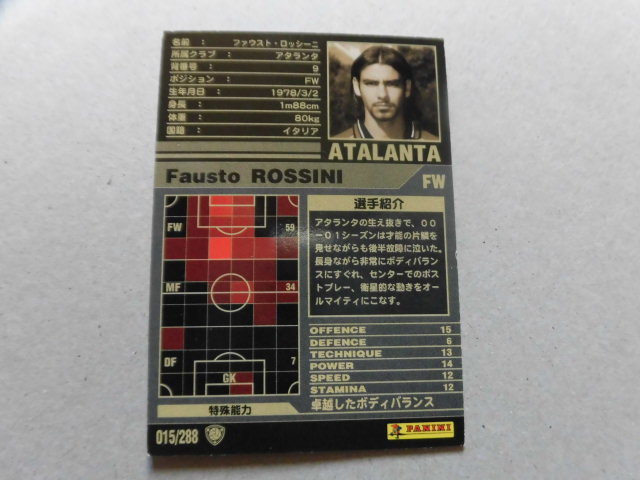 名前 : ファウスト・ロッシーニ
所属クラブ : アタランタ
背番号 : 9
ポジション : FW
生年月日 : 1978/3/2
身長 : 1m88cm
体重 : 80kg
国籍 : イタリア
ATALANTA
Fausto ROSSINI
FW
FW 59
MF 34
DF 7
GK
選手紹介
アタランタの生え抜きで、00
-01シーズンは才能の片鱗を
見せながらも後半故障に泣いた。
長身ながら非常にボディバランス
にすぐれ、センターでのポス
トプレー、衛星的な動きをオー
ルマイティにこなす。
OFFENCE 15
DEFENCE 6
TECHNIQUE 13
POWER 14
SPEED 12
STAMINA 12
特殊能力
卓越したボディバランス
015/288
PANINI